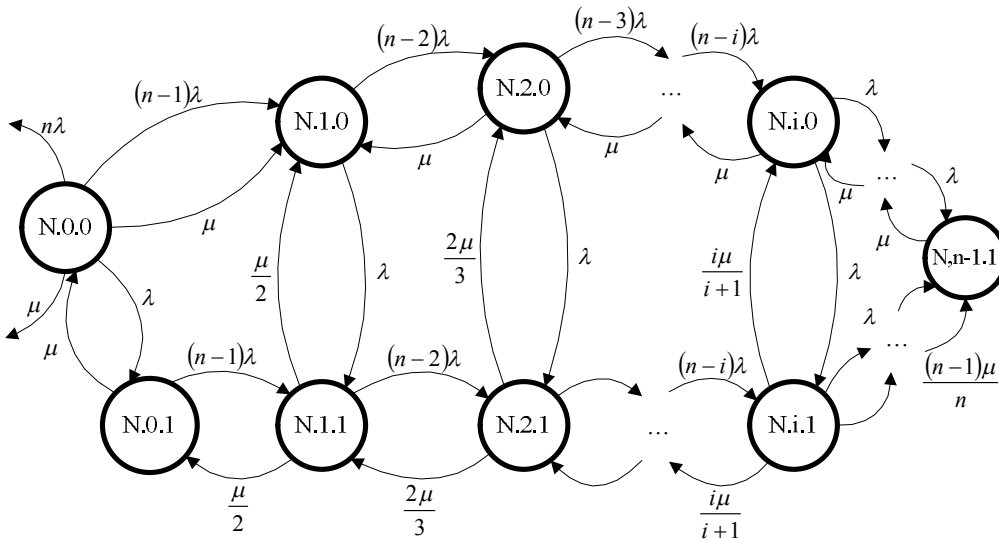 (n−2)λ
(n−3)λ
(n−i)λ
(n−1)λ
N.2.0
λ
nλ
N.1.0
...
N.i.0
μ
μ
μ
μ
...
λ
N.0.0
μ
μ
μ/2
λ
2μ/3
λ
iμ/(i+1)
λ
N,n-1.1
μ
λ
μ
(n−1)λ
(n−2)λ
(n−i)λ
λ
...
(n−1)μ/n
N.0.1
N.1.1
N.2.1
...
N.i.1
μ/2
2μ/3
iμ/(i+1)